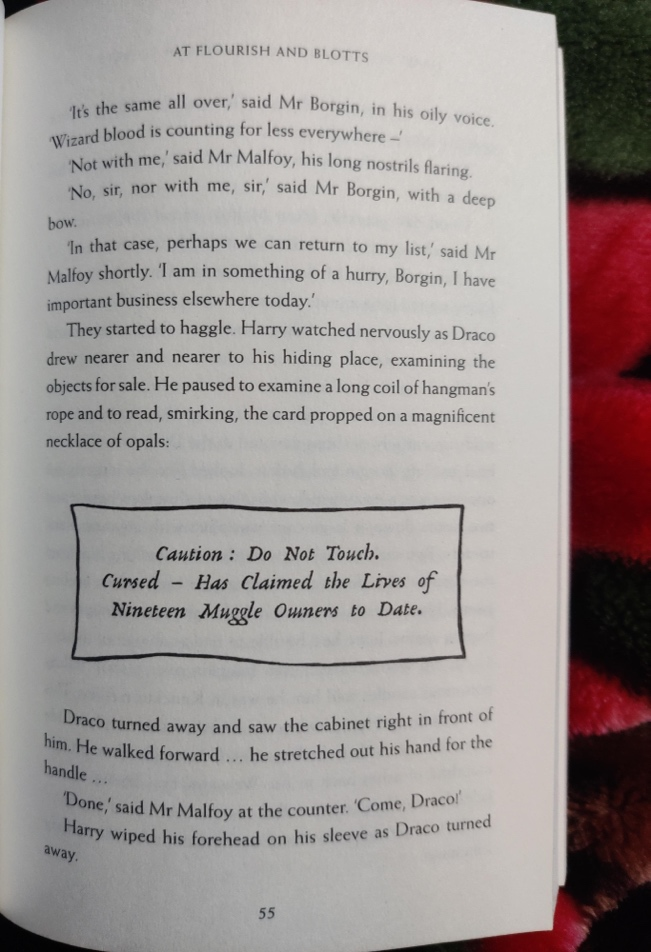 AT FLOURISH AND BLOTTS
‘It’s the same all over,’ said Mr Borgin, in his oily voice.
‘Wizard blood is counting for less everywhere –’
‘Not with me,’ said Mr Malfoy, his long nostrils flaring.
‘No, sir, nor with me, sir,’ said Mr Borgin, with a deep
bow.
‘In that case, perhaps we can return to my list,’ said Mr
Malfoy shortly. ‘I am in something of a hurry, Borgin, I have
important business elsewhere today.’
They started to haggle. Harry watched nervously as Draco
drew nearer and nearer to his hiding place, examining the
objects for sale. He paused to examine a long coil of hangman’s
rope and to read, smirking, the card propped on a magnificent
necklace of opals:
Caution : Do Not Touch.
Cursed – Has Claimed the Lives of
Nineteen Muggle Owners to Date.
Draco turned away and saw the cabinet right in front of
him. He walked forward ... he stretched out his hand for the
handle ...
‘Done,’ said Mr Malfoy at the counter. ‘Come, Draco!’
Harry wiped his forehead on his sleeve as Draco turned
away.
55